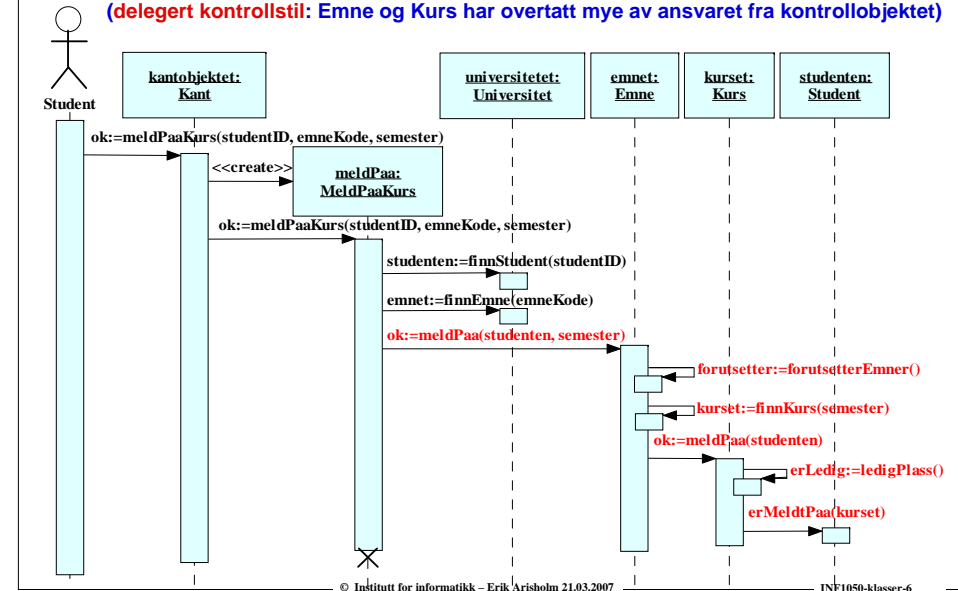 (delegert kontrollstil: Emne og Kurs har overtatt mye av ansvaret fra kontrollobjektet)
Student
kantobjektet:
Kant
universitetet:
Universitet
emnet:
Emne
kurset:
Kurs
studenten:
Student
ok:=meldPaaKurs(studentID, emneKode, semester)
<<create>>
meldPaa:
MeldPaaKurs
ok:=meldPaaKurs(studentID, emneKode, semester)
studenten:=finnStudent(studentID)
emnet:=finnEmne(emneKode)
ok:=meldPaa(studenten, semester)
forutsetter:=forutsetterEmner()
kurset:=finnKurs(semester)
ok:=meldPaa(studenten)
erLedig:=ledigPlass()
erMeldtPaa(kurset)
© Institutt for informatikk – Erik Arisholm 21.03.2007
INF1050-klasser-6